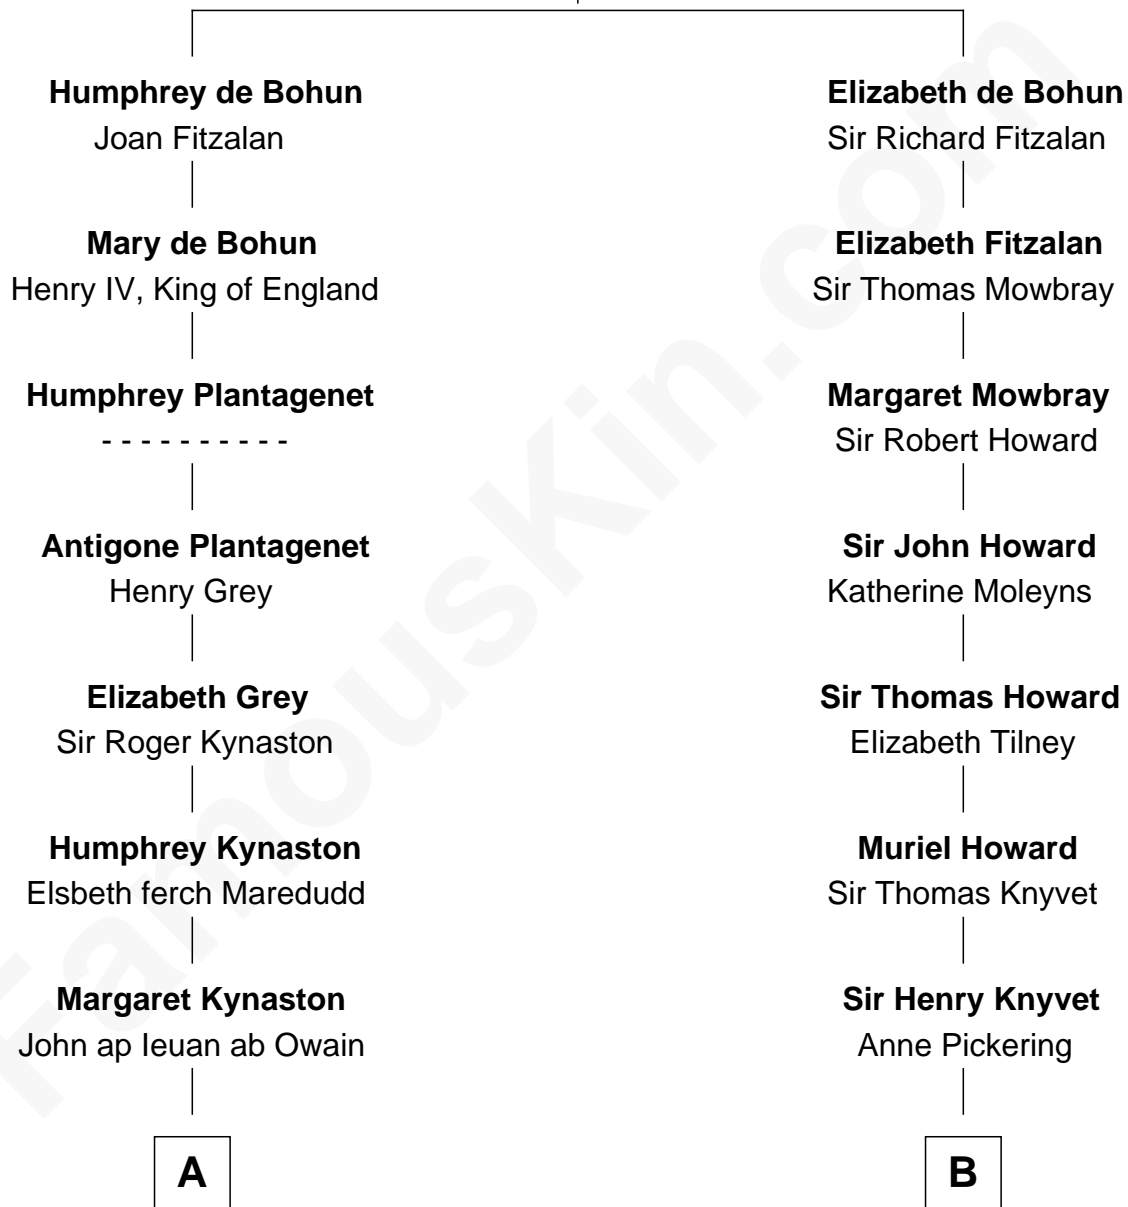 Humphrey de Bohun
Joan Fitzalan
Mary de Bohun
Henry IV, King of England
Humphrey Plantagenet
- - - - - - - - - -
Antigone Plantagenet
Henry Grey
Elizabeth Grey
Sir Roger Kynaston
Humphrey Kynaston
Elsbeth ferch Maredudd
Margaret Kynaston
John ap Ieuan ab Owain
A
Elizabeth de Bohun
Sir Richard Fitzalan
Elizabeth Fitzalan
Sir Thomas Mowbray
Margaret Mowbray
Sir Robert Howard
Sir John Howard
Katherine Moleyns
Sir Thomas Howard
Elizabeth Tilney
Muriel Howard
Sir Thomas Knyvet
Sir Henry Knyvet
Anne Pickering
B
FamousKin.com